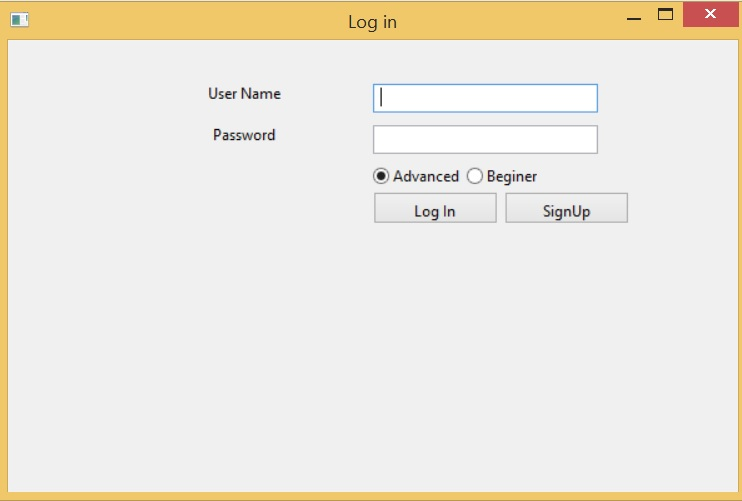 Log in
User Name
Password
Advanced Beginer
Log In SignUp